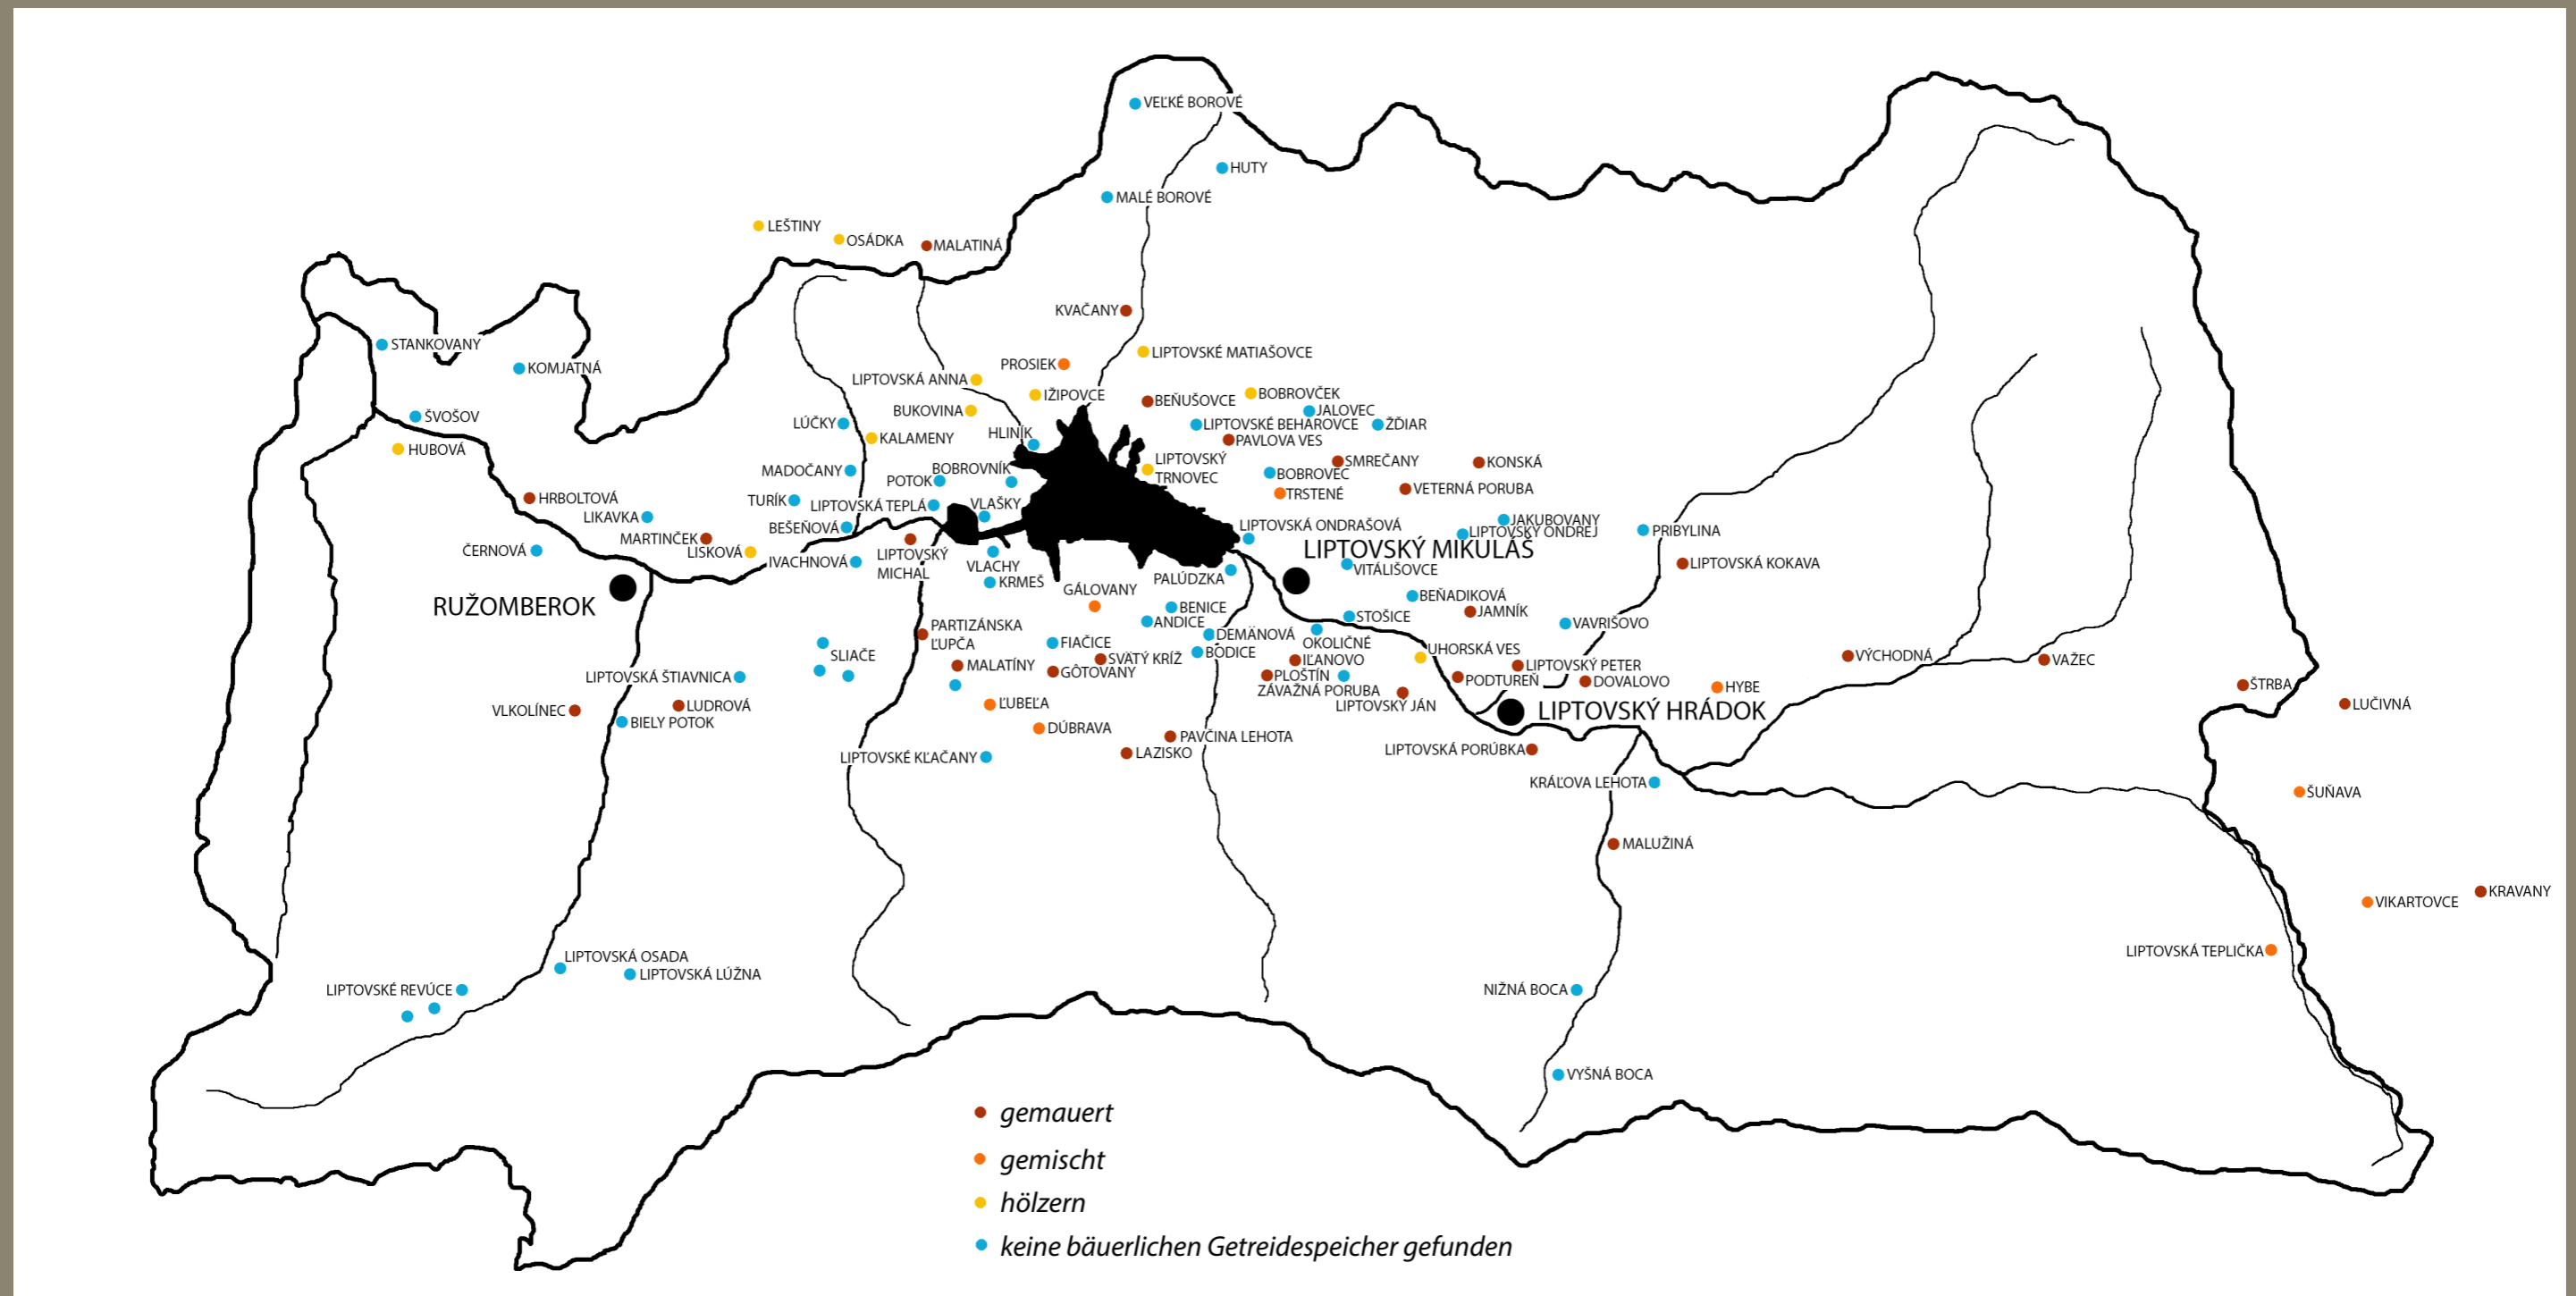 VEĽKÉ BOROVÉ
HUTY
MALÉ BOROVÉ
LEŠTINY
OSÁDKA
MALATINÁ
KVAČANY
STANKOVANY
LIPTOVSKÉ MATIAŠOVCE
PROSIEK
KOMJATNÁ
LIPTOVSKÁ ANNA
IŽIPOVCE
BOBROVČEK
BEŇUŠOVCE
BUKOVINA
JALOVEC
ŠVOŠOV
LÚČKY
LIPTOVSKÉ BEHAROVCE
ŽĎIAR
HLINÍK
KALAMENY
PAVLOVA VES
HUBOVÁ
LIPTOVSKÝ
TRNOVEC
SMREČANY
KONSKÁ
MADOČANY
BOBROVNÍK
BOBROVEC
POTOK
VETERNÁ PORUBA
TRSTENÉ
HRBOLTOVÁ
TURÍK
LIPTOVSKÁ TEPLÁ
VLAŠKY
LIKAVKA
JAKUBOVANY
LIPTOVSKÁ ONDRAŠOVÁ
BEŠEŇOVÁ
LIPTOVSKÝ ONDREJ
PRIBYLINA
MARTINČEK
LIPTOVSKÝ MIKULÁŠ
ČERNOVÁ
LISKOVÁ
LIPTOVSKÝ
MICHAL
IVACHNOVÁ
VLACHY
LIPTOVSKÁ KOKAVA
VITÁLIŠOVCE
PALÚDZKA
KRMEŠ
GÁLOVANY
BEŇADIKOVÁ
RUŽOMBEROK
BENICE
JAMNÍK
STOŠICE
ANDICE
VAVRIŠOVO
PARTIZÁNSKA
ĽUPČA
DEMÄNOVÁ
FIAČICE
OKOLIČNÉ
UHORSKÁ VES
BODICE
SLIAČE
SVÄTÝ KRÍŽ
IĽANOVO
VÝCHODNÁ
VAŽEC
MALATÍNY
LIPTOVSKÝ PETER
GÔTOVANY
PLOŠTÍN
LIPTOVSKÁ ŠTIAVNICA
PODTUREŇ
DOVALOVO
ŠTRBA
HYBE
ZÁVAŽNÁ PORUBA
ĽUBEĽA
LIPTOVSKÝ JÁN
LUDROVÁ
LUČIVNÁ
VLKOLÍNEC
LIPTOVSKÝ HRÁDOK
BIELY POTOK
DÚBRAVA
PAVČINA LEHOTA
LIPTOVSKÁ PORÚBKA
LAZISKO
LIPTOVSKÉ KĽAČANY
KRÁĽOVA LEHOTA
ŠUŇAVA
MALUŽINÁ
KRAVANY
VIKARTOVCE
LIPTOVSKÁ TEPLIČKA
LIPTOVSKÁ OSADA
LIPTOVSKÁ LÚŽNA
LIPTOVSKÉ REVÚCE
NIŽNÁ BOCA
VYŠNÁ BOCA
gemauert
gemischt
hölzern
keine bäuerlichen Getreidespeicher gefunden